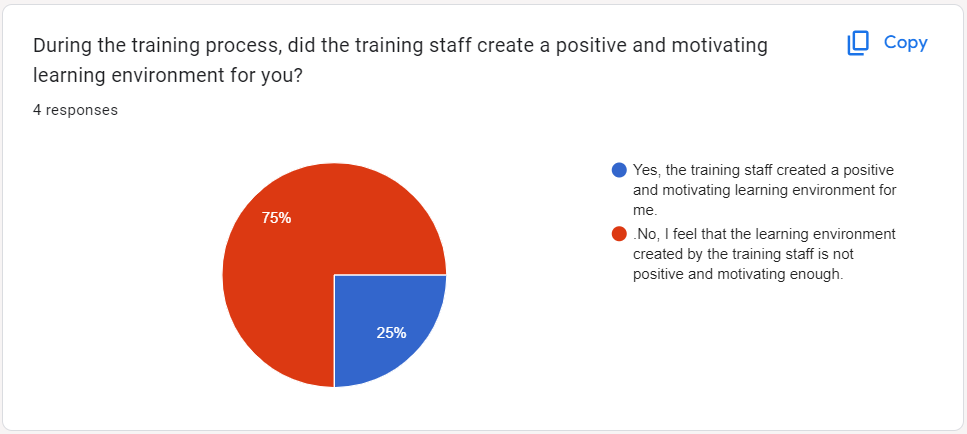 During the training process, did the training staff create a positive and motivating
learning environment for you?
Copy
4 responses
75%
25%
Yes, the training staff created a positive
and motivating learning environment for
me.
.No, I feel that the learning environment
created by the training staff is not
positive and motivating enough.